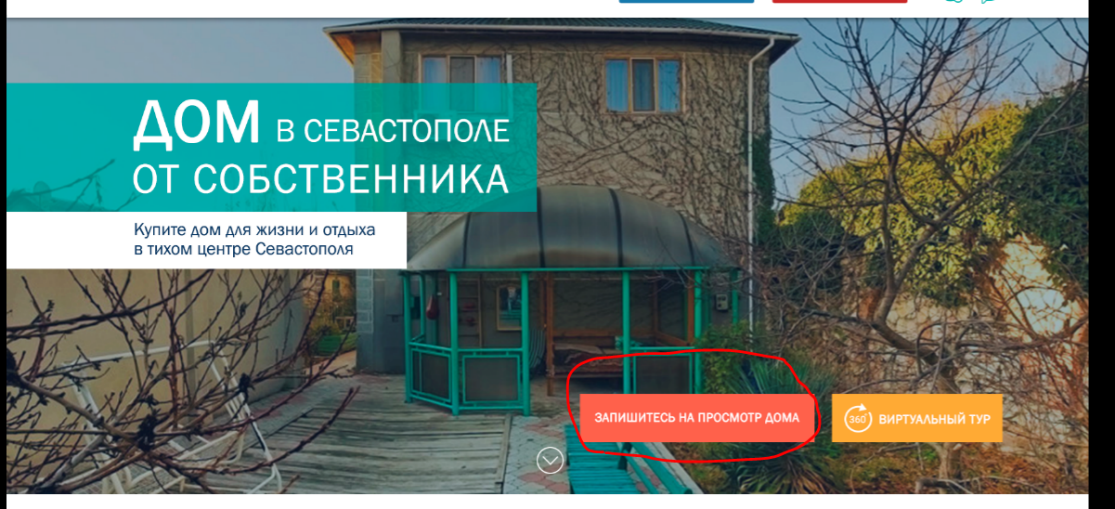 ДОМ В СЕВАСТОПОЛЕ
ОТ СОБСТВЕННИКА
Купите дом для жизни и отдыха
в тихом центре Севастополя
ЗАПИШИТЕСЬ НА ПРОСМОТР ДОМА
360° ВИРТУАЛЬНЫЙ ТУР